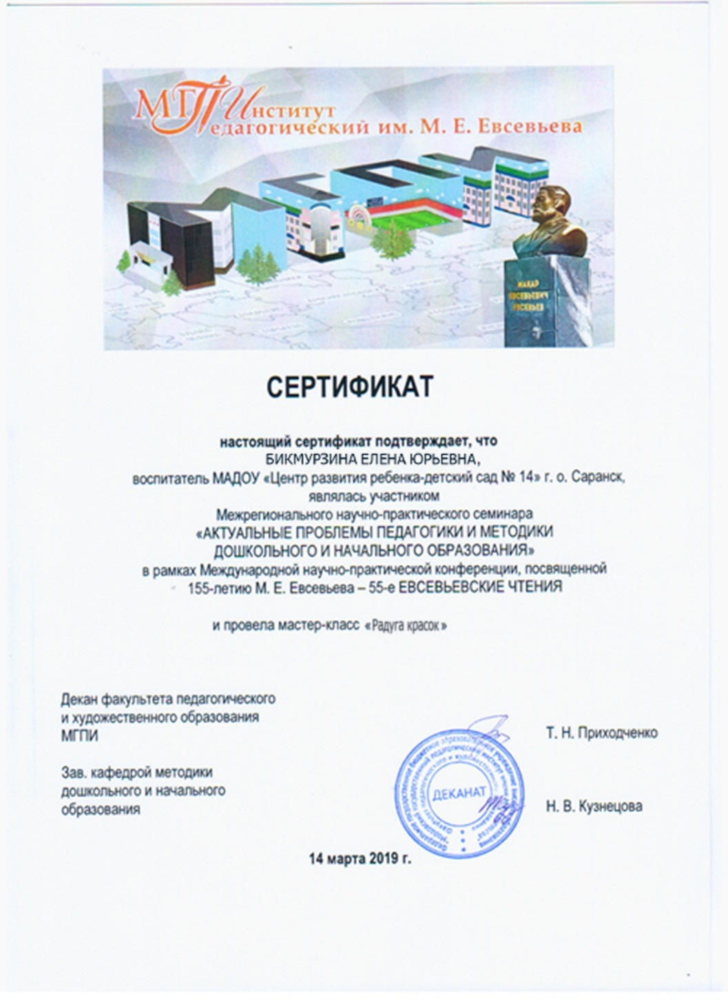 МГПИ Институт
Педагогический им. М. Е. Евсевьева
МАКАР
ЕВСЕВЬЕВИЧ
ЕВСЕВЬЕВ
СЕРТИФИКАТ
настоящий сертификат подтверждает, что
БИКМУРЗИНА ЕЛЕНА ЮРЬЕВНА,
воспитатель МАДОУ «Центр развития ребенка-детский сад № 14» г. о. Саранск,
являлась участником
Межрегионального научно-практического семинара
«АКТУАЛЬНЫЕ ПРОБЛЕМЫ ПЕДАГОГИКИ И МЕТОДИКИ
ДОШКОЛЬНОГО И НАЧАЛЬНОГО ОБРАЗОВАНИЯ»
в рамках Международной научно-практической конференции, посвященной
155-летию М. Е. Евсевьева – 55-е ЕВСЕВЬЕВСКИЕ ЧТЕНИЯ
и провела мастер-класс «Радуга красок»
Декан факультета педагогического
и художественного образования
МГПИ
Т. Н. Приходченко
Зав. кафедрой методики
дошкольного и начального
образования
Н. В. Кузнецова
ДЕКАНАТ
14 марта 2019 г.